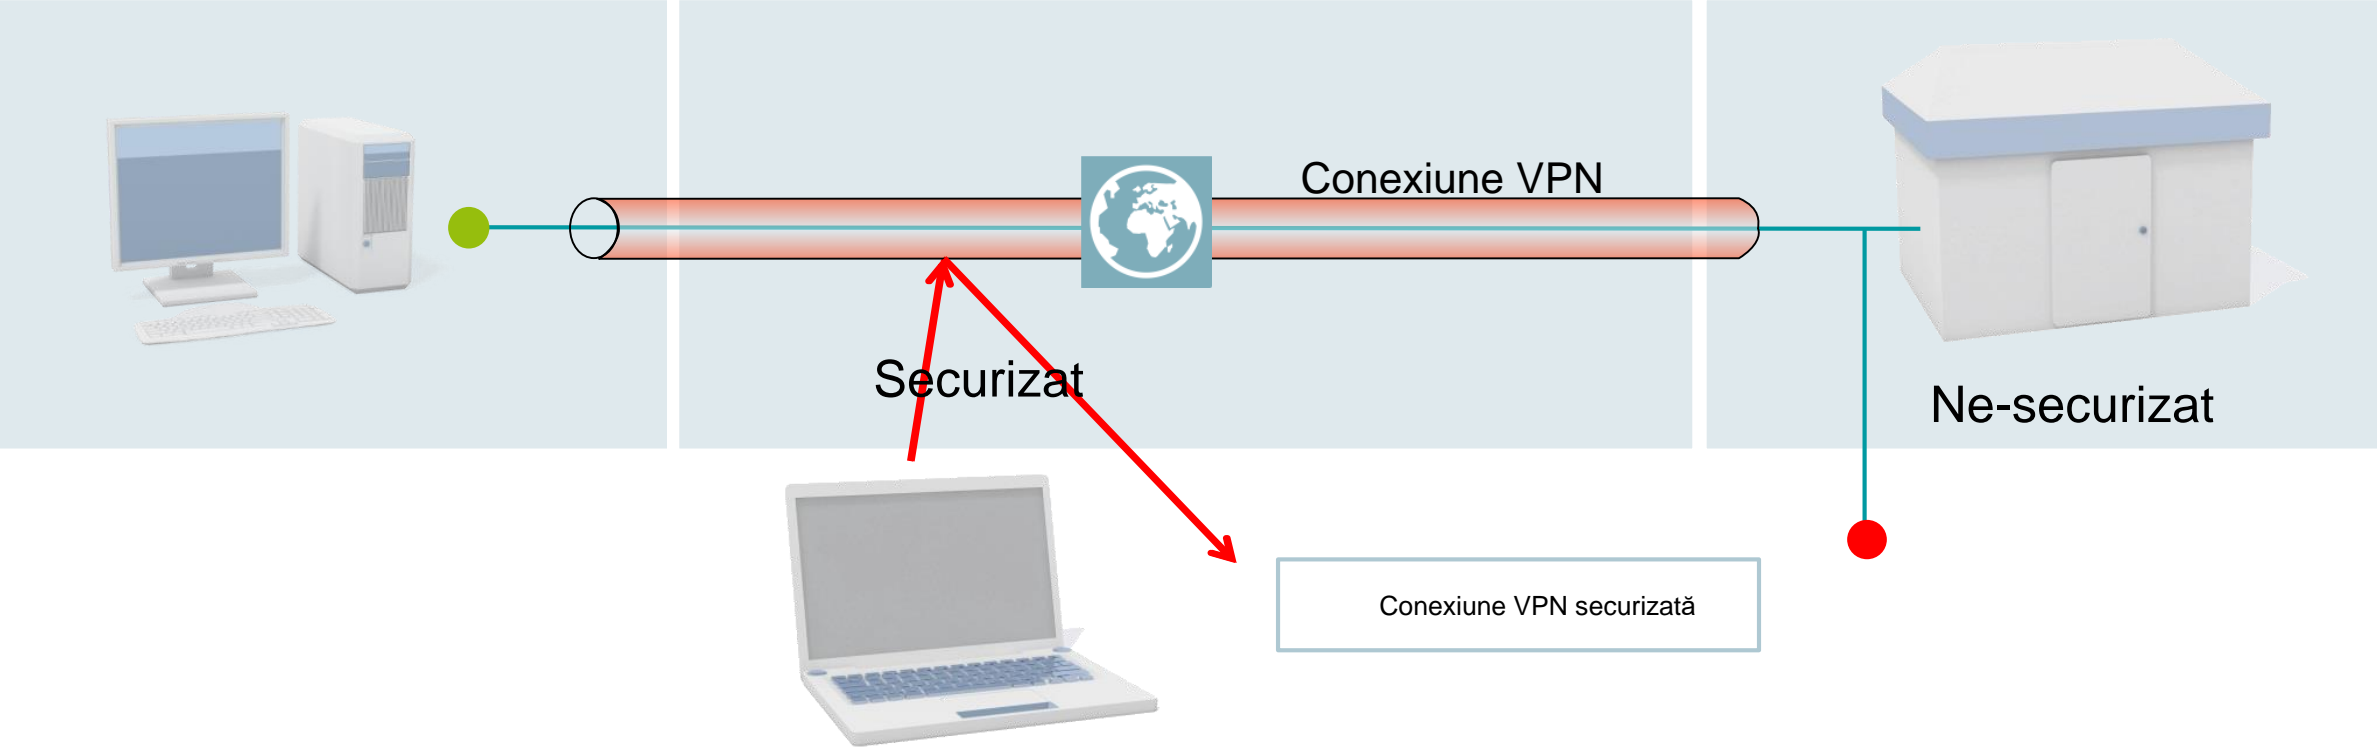 Conexiune VPN
Securizat
Ne-securizat
Conexiune VPN securizată